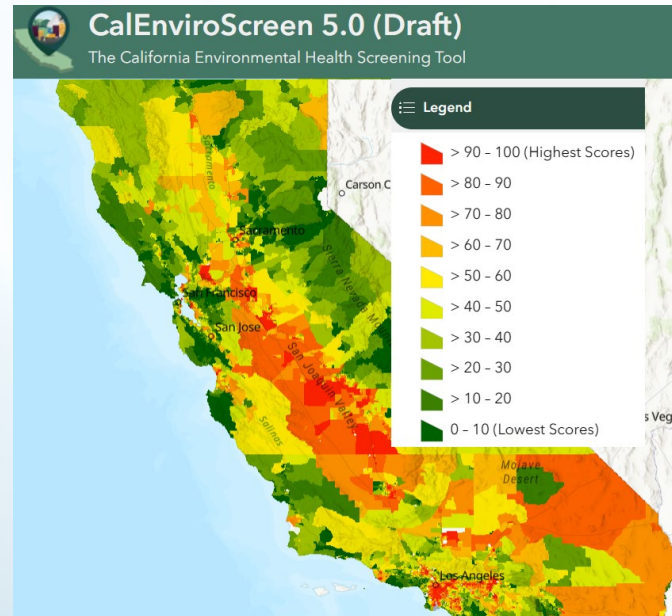 CalEnviroScreen 5.0 (Draft)
The California Environmental Health Screening Tool
Legend
> 90 - 100 (Highest Scores)
> 80 - 90
> 70 - 80
> 60 - 70
> 50 - 60
> 40 - 50
> 30 - 40
> 20 - 30
> 10 - 20
0 - 10 (Lowest Scores)
Sacramento
Carson C
Sacramento
Sierra Nevada M
San Francisco
San Jose
San Joaquin Valley
Salinas
s Veg
Mojave
Desert
Los Angeles